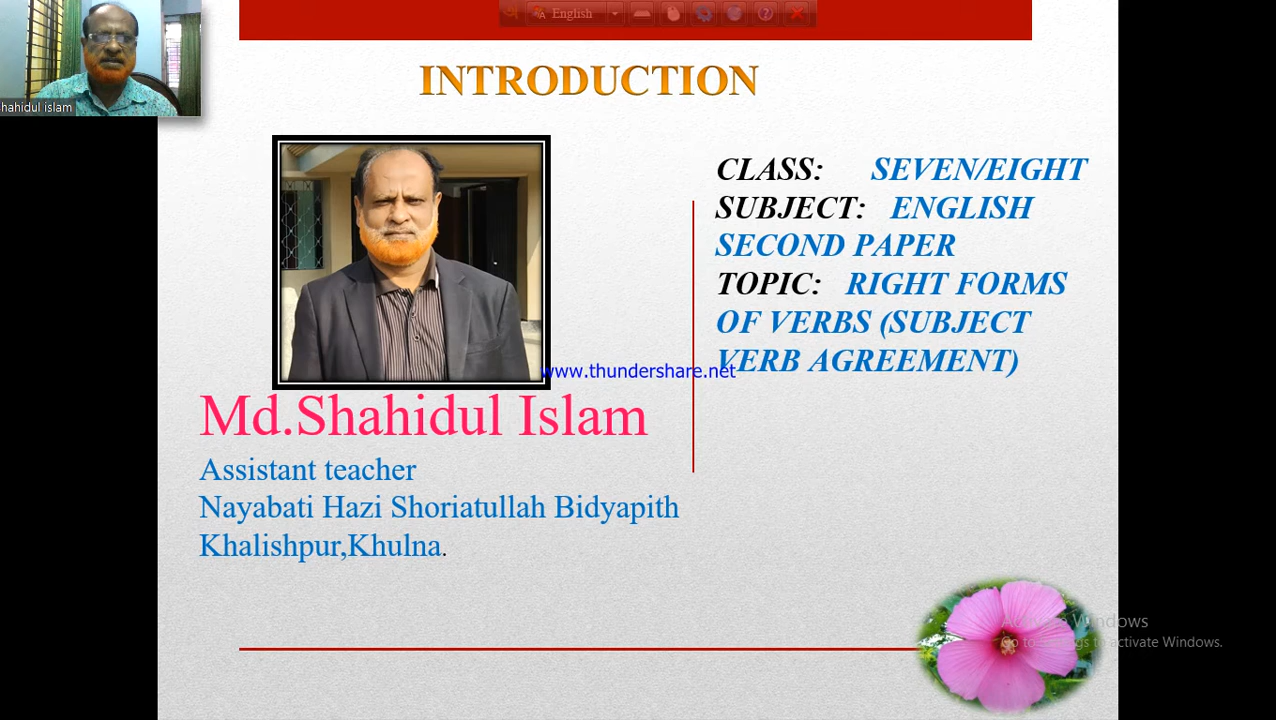 English
hahidul islam
INTRODUCTION
CLASS: SEVEN/EIGHT
SUBJECT: ENGLISH
SECOND PAPER
TOPIC: RIGHT FORMS
OF VERBS (SUBJECT
VERB AGREEMENT)
www.thundershare.net
Md.Shahidul Islam
Assistant teacher
Nayabati Hazi Shoriatullah Bidyapith
Khalishpur,Khulna.
Activate Windows
Go to Settings to activate Windows.